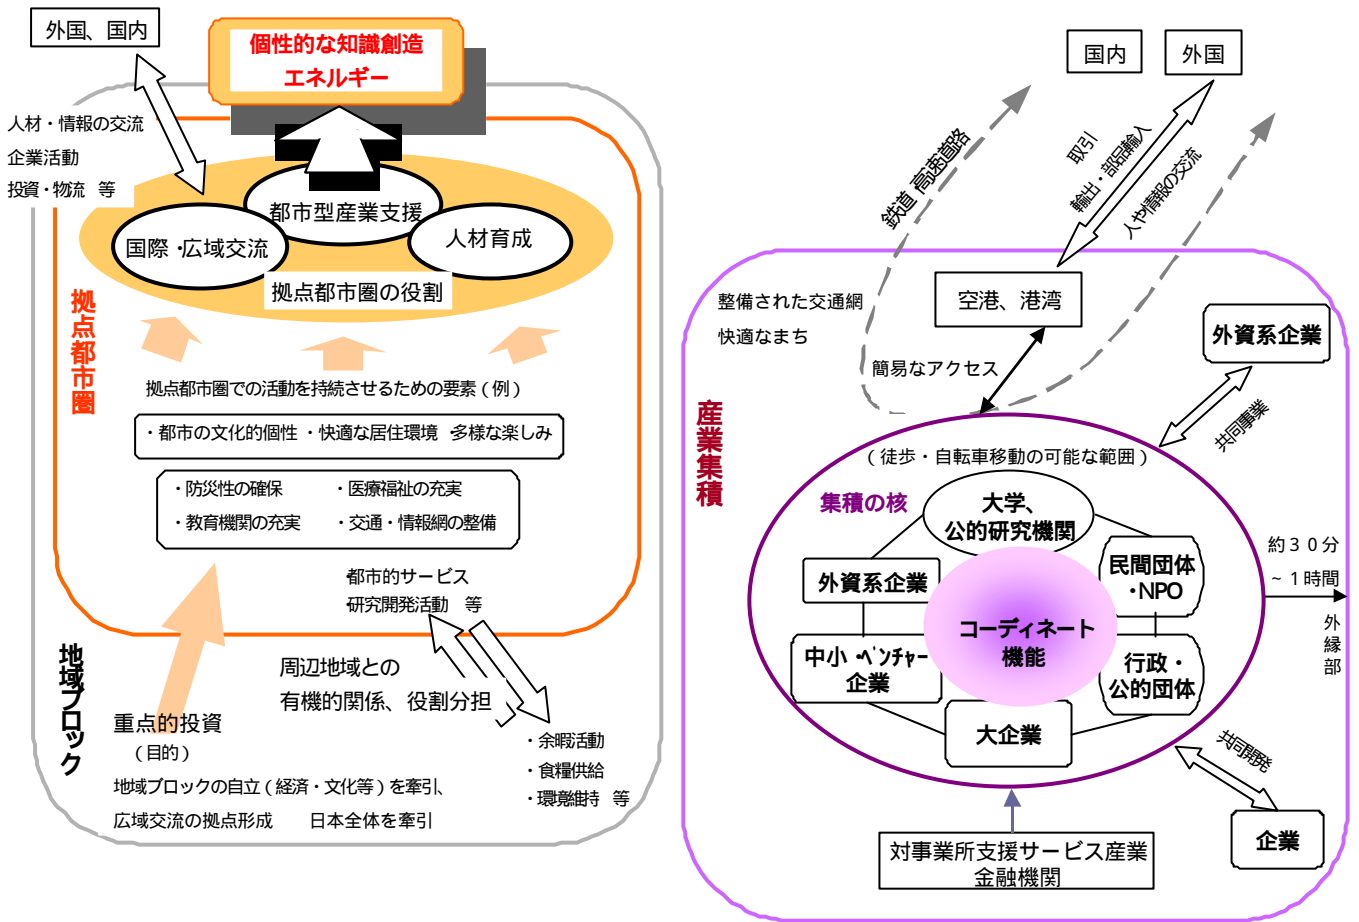 外国、国内
個性的な知識創造
エネルギー
人材・情報の交流
企業活動
投資・物流 等
都市型産業支援
国際・広域交流
人材育成
拠点都市圏の役割
拠点都市圏
拠点都市圏での活動を持続させるための要素（例）
・都市の文化的個性 ・快適な居住環境 ・多様な楽しみ
・防災性の確保 ・医療福祉の充実
・教育機関の充実 ・交通・情報網の整備
・都市的サービス
・研究開発活動 等
地域ブロック
周辺地域との
有機的関係、役割分担
重点的投資
（目的）
地域ブロックの自立（経済・文化等）を牽引、
広域交流の拠点形成 日本全体を牽引
・余暇活動
・食糧供給
・環境維持 等
国内
外国
鉄道 高速道路
取引
輸出・部品輸入
人や情報の交流
整備された交通網
快適なまち
空港、港湾
簡易なアクセス
外資系企業
共同事業
産業集積
（徒歩・自転車移動の可能な範囲）
集積の核
大学、
公的研究機関
外資系企業
民間団体
・NPO
コーディネート
機能
中小・ベンチャー
企業
行政・
公的団体
大企業
約３０分
~１時間
外縁部
共同開発
企業
対事業所支援サービス産業
金融機関